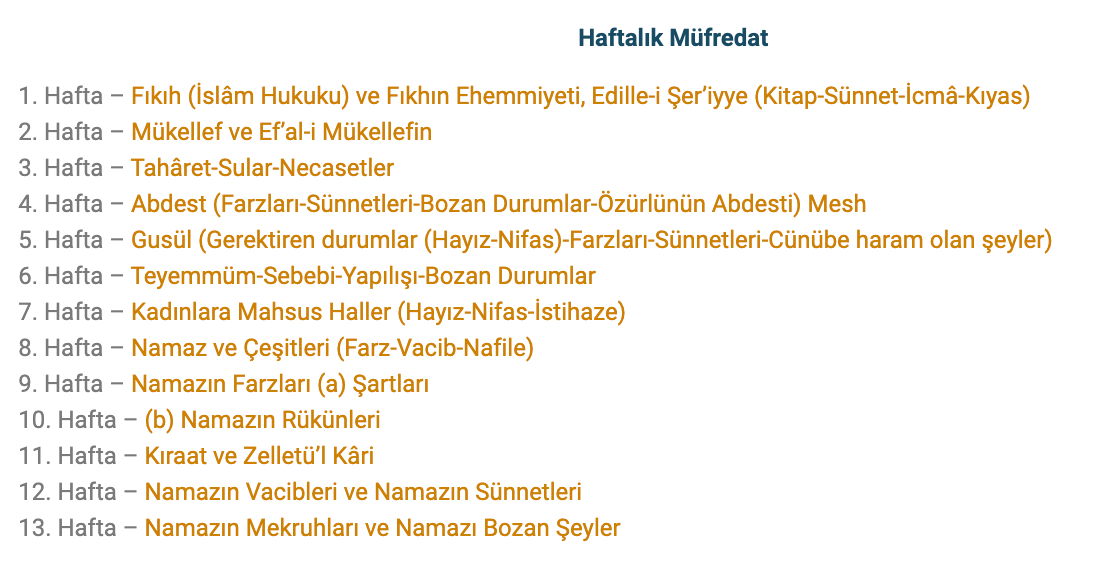 Haftalık Müfredat
1. Hafta – Fıkıh (İslâm Hukuku) ve Fıkhın Ehemmiyeti, Edille-i Şer’iyye (Kitap-Sünnet-İcmâ-Kıyas)
2. Hafta – Mükellef ve Ef’al-i Mükellefin
3. Hafta – Tahâret-Sular-Necasetler
4. Hafta – Abdest (Farzları-Sünnetleri-Bozan Durumlar-Özürlünün Abdesti) Mesh
5. Hafta – Gusül (Gerektiren durumlar (Hayız-Nifas)-Farzları-Sünnetleri-Cünübe haram olan şeyler)
6. Hafta – Teyemmüm-Sebebi-Yapılışı-Bozan Durumlar
7. Hafta – Kadınlara Mahsus Haller (Hayız-Nifas-İstihaze)
8. Hafta – Namaz ve Çeşitleri (Farz-Vacib-Nafile)
9. Hafta – Namazın Farzları (a) Şartları
10. Hafta – (b) Namazın Rükünleri
11. Hafta – Kıraat ve Zelletü’l Kâri
12. Hafta – Namazın Vacibleri ve Namazın Sünnetleri
13. Hafta – Namazın Mekruhları ve Namazı Bozan Şeyler